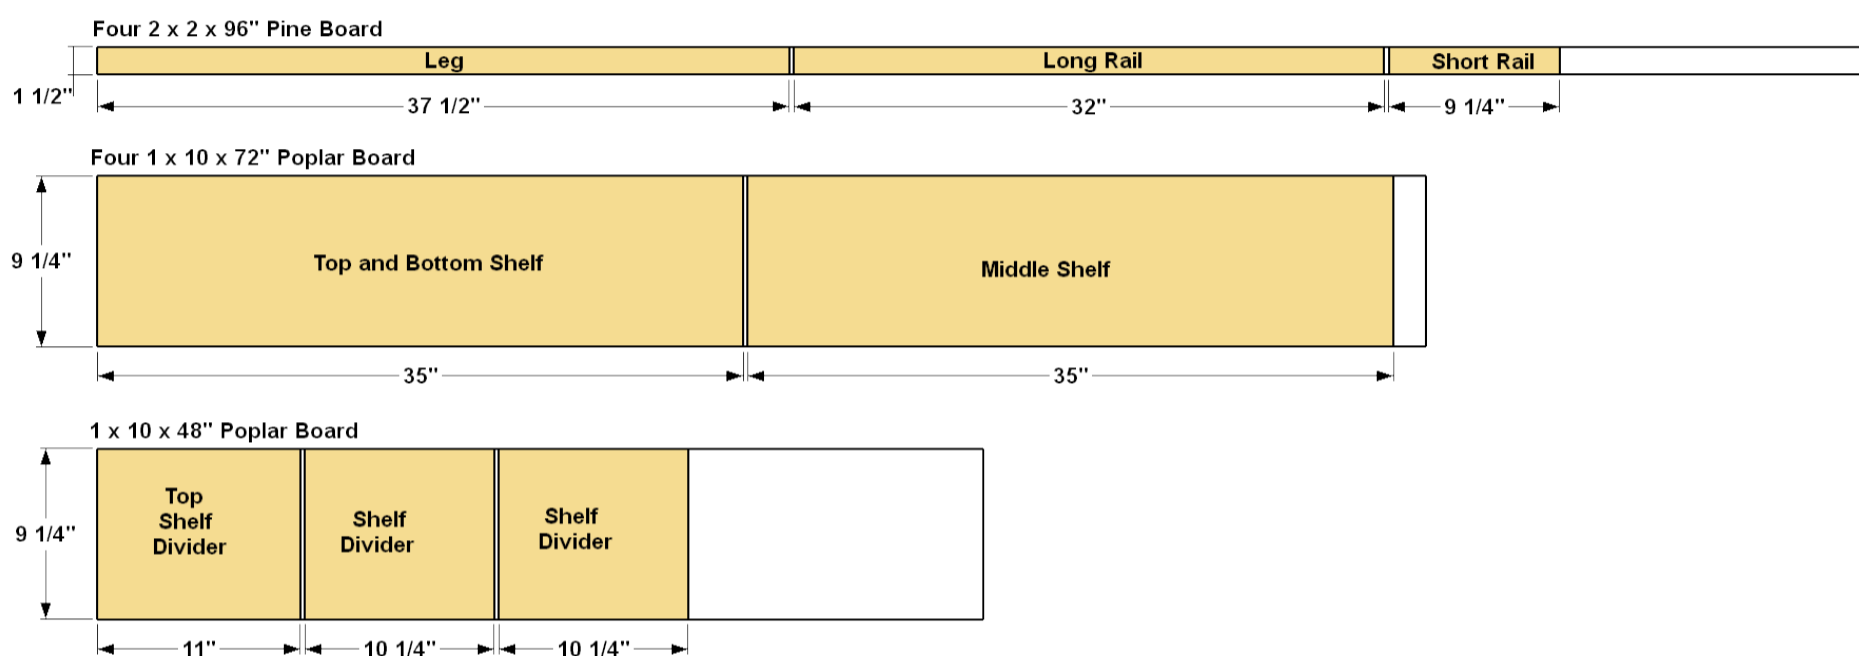 Four 2 x 2 x 96" Pine Board
Leg
Long Rail
Short Rail
1 1/2"
37 1/2"
32"
9 1/4"
Four 1 x 10 x 72" Poplar Board
9 1/4"
Top and Bottom Shelf
Middle Shelf
35"
35"
1 x 10 x 48" Poplar Board
9 1/4"
Top
Shelf
Divider
Shelf
Divider
Shelf
Divider
11"
10 1/4"
10 1/4"